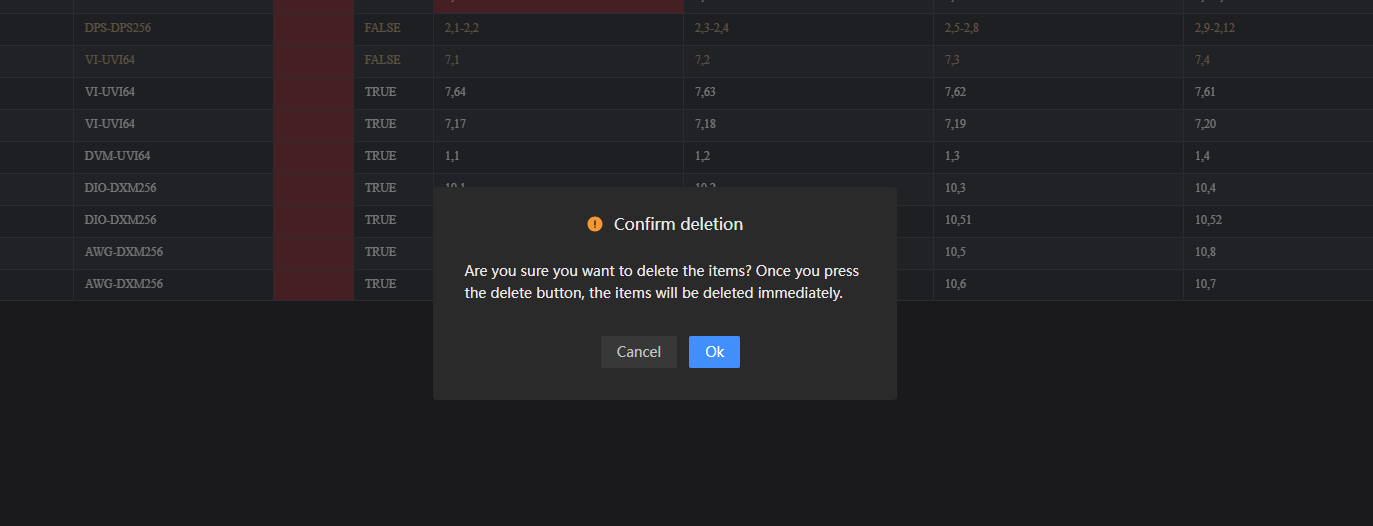 DPS-DPS256 FALSE 2,1-2,2 2,3-2,4 2,5-2,8 2,9-2,12
VI-UVI64 FALSE 7,1 7,2 7,3 7,4
VI-UVI64 TRUE 7,64 7,63 7,62 7,61
VI-UVI64 TRUE 7,17 7,18 7,19 7,20
DVM-UVI64 TRUE 1,1 1,2 1,3 1,4
DIO-DXM256 TRUE 10,1 10,2 10,3 10,4
DIO-DXM256 TRUE 10,51 10,52
AWG-DXM256 TRUE 10,5 10,8
AWG-DXM256 TRUE 10,6 10,7
Confirm deletion
Are you sure you want to delete the items? Once you press
the delete button, the items will be deleted immediately.
Cancel Ok